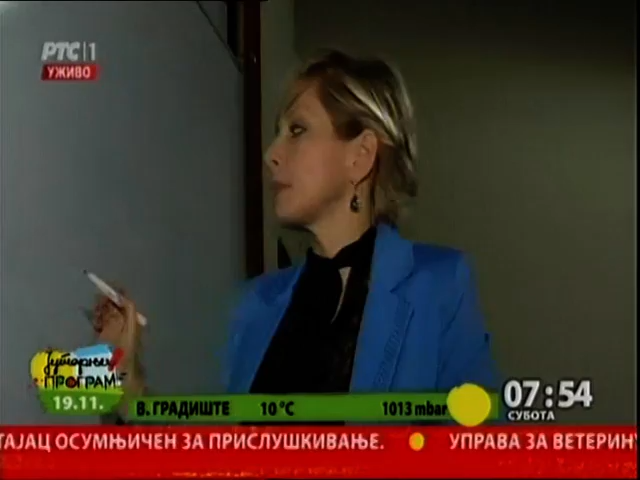 РТС|1
УЖИВО
Јутарњи
ПРОГРАМ
19.11.
В. ГРАДИШТЕ 10°C 1013 mbar
07:54
СУБОТА
ТАЈАЦ ОСУМЊИЧЕН ЗА ПРИСЛУШКИВАЊЕ. УПРАВА ЗА ВЕТЕРИНУ